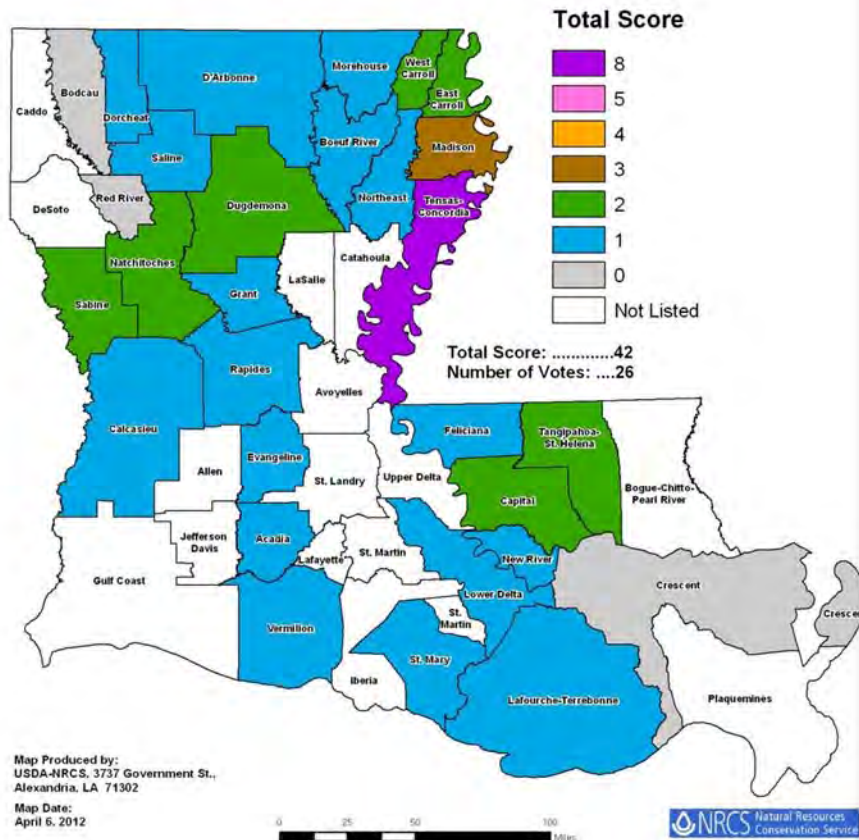 Total Score
8
5
4
3
2
1
0
Not Listed
Total Score: .............42
Number of Votes: ....26
Caddo
Bodcau
Dorcheat
D'Arbonne
Morehouse
West
Carroll
East
Carroll
Saline
Boeuf River
Madison
DeSoto
Red River
Dugdemona
Northeast
Tensas-
Concordia
Natchitoches
Sabine
Grant
LaSalle
Catahoula
Rapides
Avoyelles
Calcasieu
Allen
Evangeline
St. Landry
Upper Delta
Feliciana
Tangipahoa-
St. Helena
Capital
Bogue-Chitto-
Pearl River
Gulf Coast
Jefferson
Davis
Acadia
Lafayette
St. Martin
New River
Lower Delta
Crescent
Crescen
Vermilion
St.
Martin
St. Mary
Iberia
Lafourche-Terrebonne
Plaquemines
Map Produced by:
USDA-NRCS, 3737 Government St.,
Alexandria, LA 71302
Map Date:
April 6, 2012
0 25 50 100
Miles
NRCS Natural Resources
Conservation Service